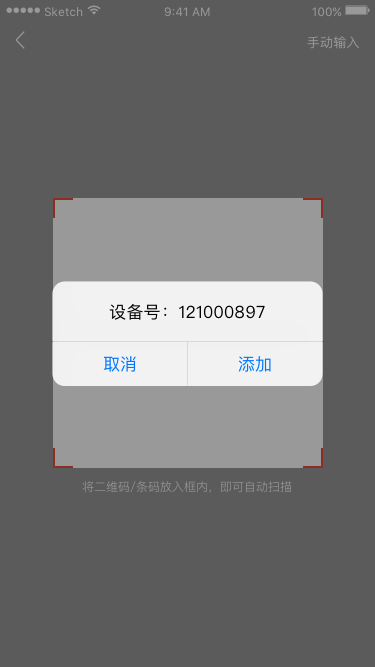 Sketch 9:41 AM 100%
手动输入
设备号：121000897
取消 添加
将二维码/条码放入框内，即可自动扫描